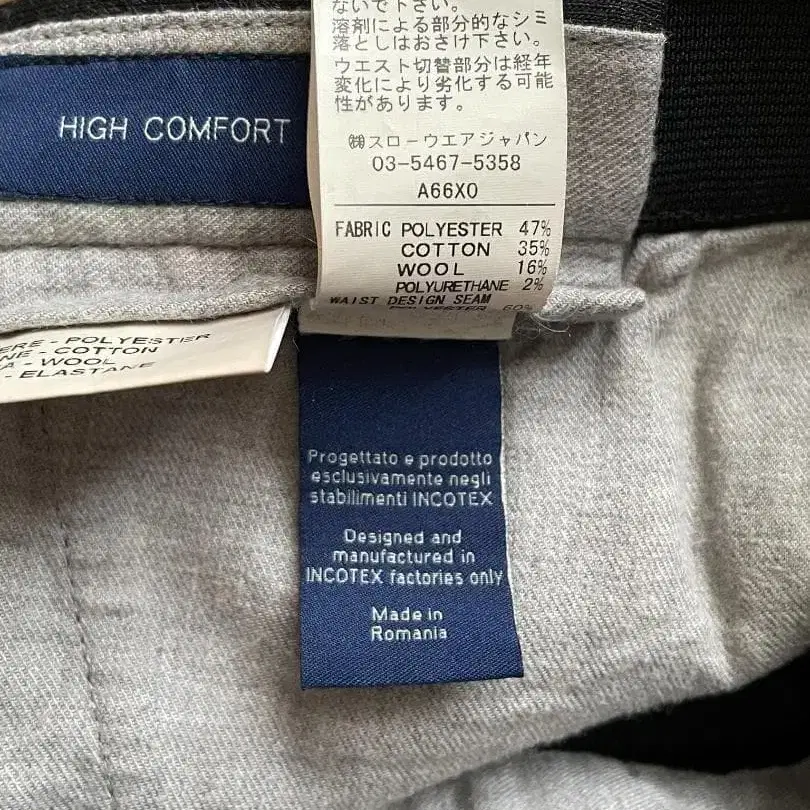 HIGH COMFORT
ないで下さい。
溶剤による部分的なシミ
落としはおさけ下さい。
ウエスト切替部分は経年
変化により劣化する可能
性があります。
㈱スローウエアジャパン
03-5467-5358
A66X0
FABRIC POLYESTER 47%
COTTON 35%
WOOL 16%
POLYURETHANE 2%
WAIST DESIGN SEAM
POLYESTER 60%
- POLYESTER
- COTTON
- WOOL
- ELASTANE
Progettato e prodotto
esclusivamente negli
stabilimenti INCOTEX
Designed and
manufactured in
INCOTEX factories only
Made in
Romania